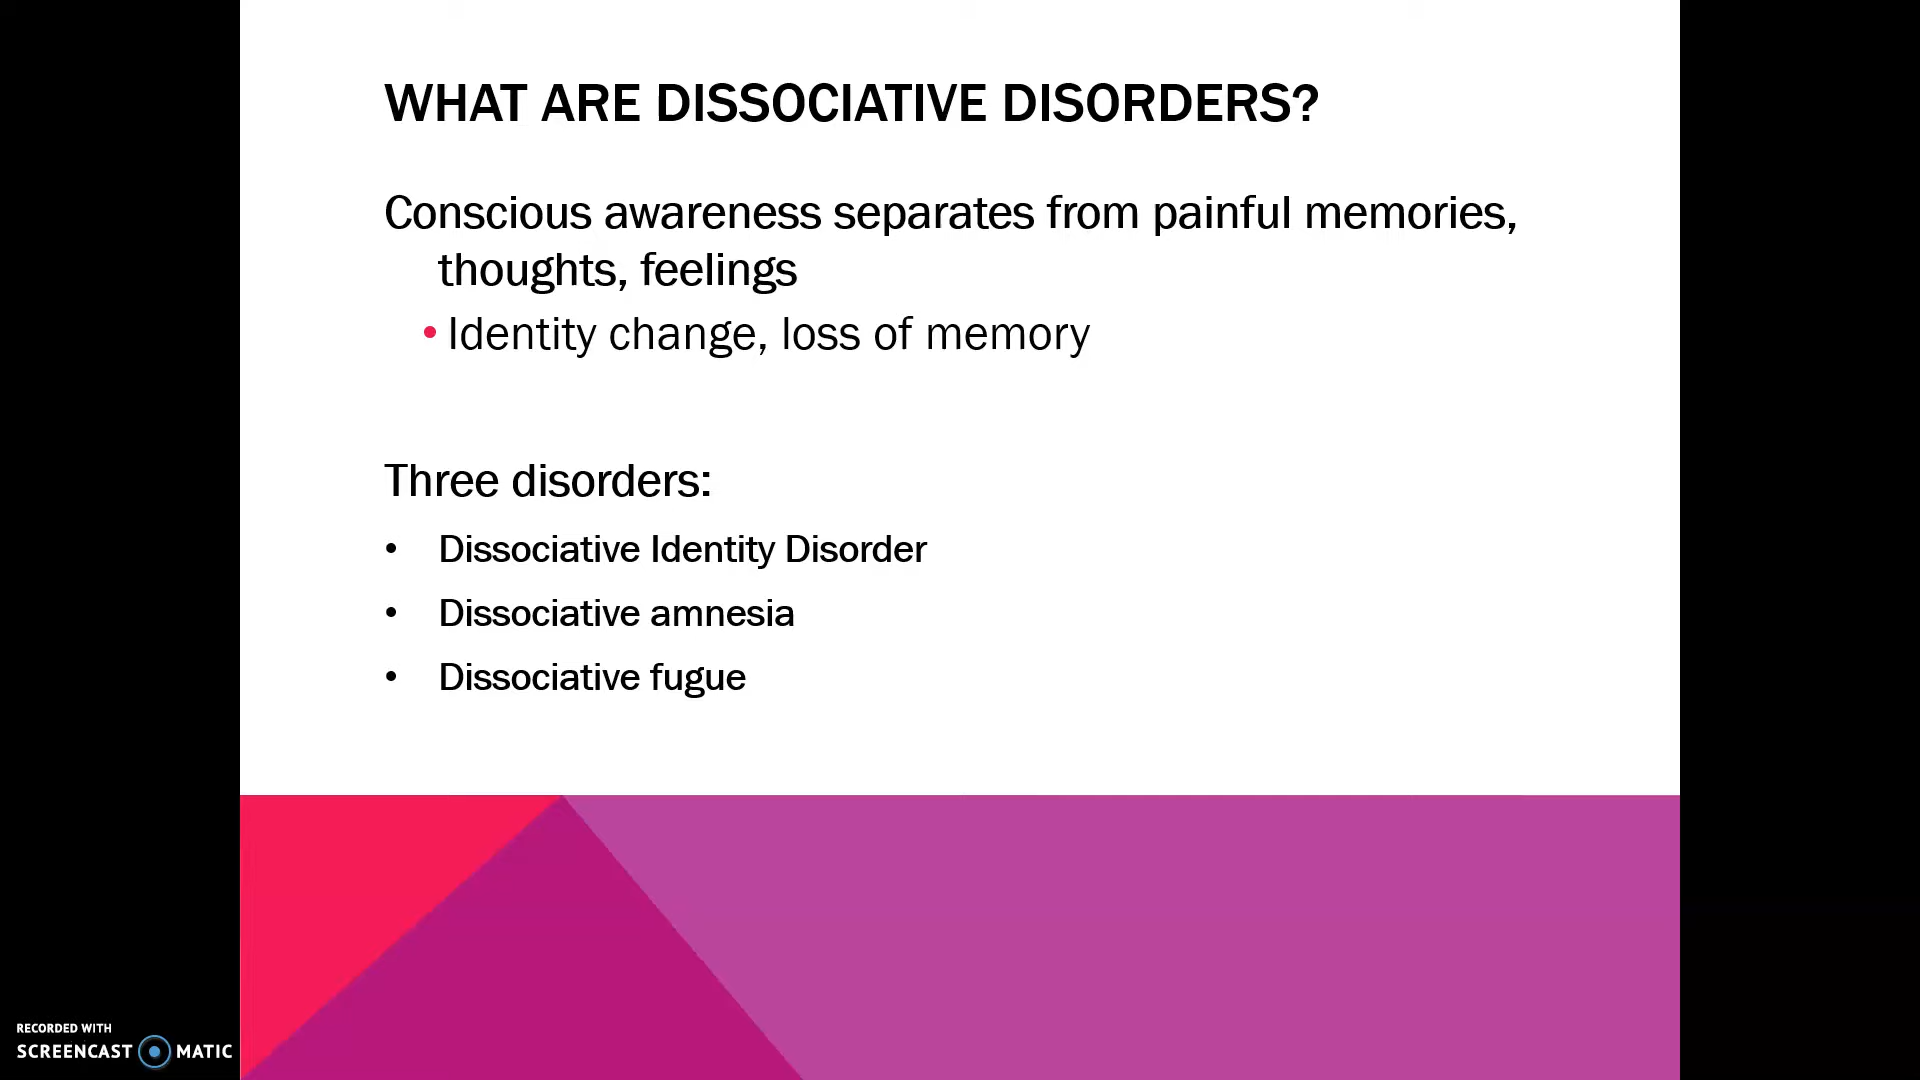 WHAT ARE DISSOCIATIVE DISORDERS?
Conscious awareness separates from painful memories,
thoughts, feelings
• Identity change, loss of memory
Three disorders:
• Dissociative Identity Disorder
• Dissociative amnesia
• Dissociative fugue
RECORDED WITH
SCREENCAST MATIC